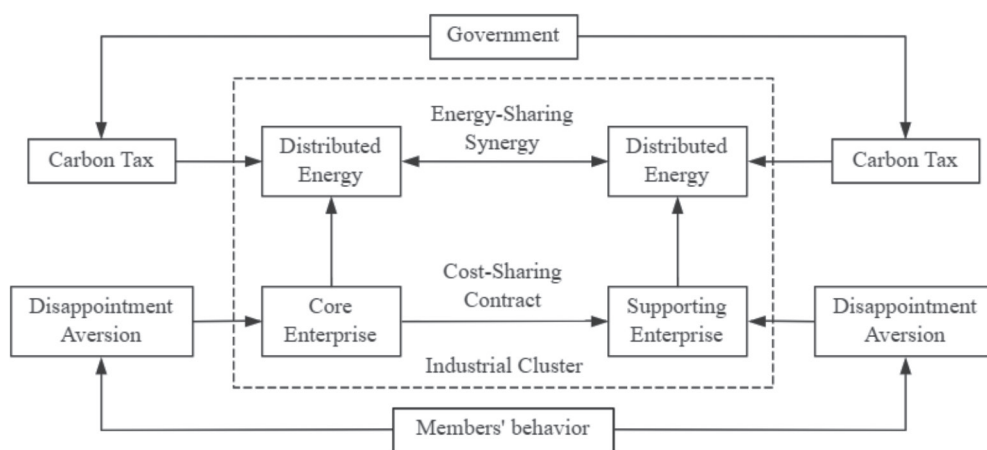 Government
Energy-Sharing
Synergy
Distributed
Energy
Distributed
Energy
Carbon Tax
Carbon Tax
Cost-Sharing
Contract
Disappointment
Aversion
Core
Enterprise
Supporting
Enterprise
Disappointment
Aversion
Industrial Cluster
Members' behavior